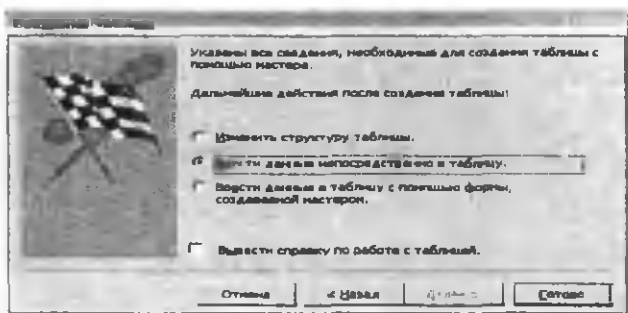 Указаны все сведения, необходимые для создания таблицы с
помощью мастера.
Дальнейшие действия после создания таблицы:
Изменить структуру таблицы.
Ввести данные непосредственно в таблицу.
Ввести данные в таблицу с помощью формы,
создаваемой мастером.
Вывести справку по работе с таблицей.
Отмена
< Назад
Далее >
Готово